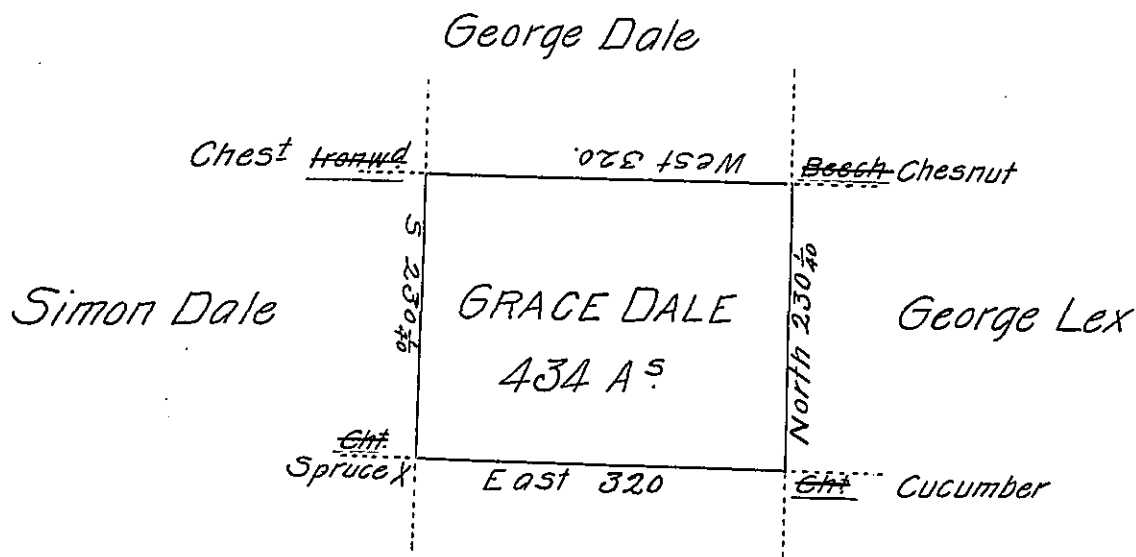 George Dale
Chest Ironwd West 320. Beech Chesnut
S 230 1/40
Simon Dale GRACE DALE North 230 1/40 George Lex
434 As.
Cht.
Spruce X East 320 Cht Cucumber